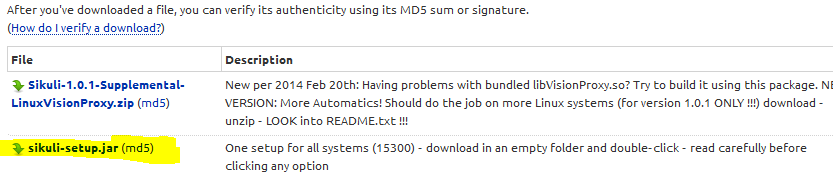 After you've downloaded a file, you can verify its authenticity using its MD5 sum or signature.
(How do I verify a download?)
File Description
Sikuli-1.0.1-Supplemental-LinuxVisionProxy.zip (md5)
New per 2014 Feb 20th: Having problems with bundled libVisionProxy.so? Try to build it using this package. NE
VERSION: More Automatics! Should do the job on more Linux systems (for version 1.0.1 ONLY !!!) download -
unzip - LOOK into README.txt !!!
sikuli-setup.jar (md5)
One setup for all systems (15300) - download in an empty folder and double-click - read carefully before
clicking any option